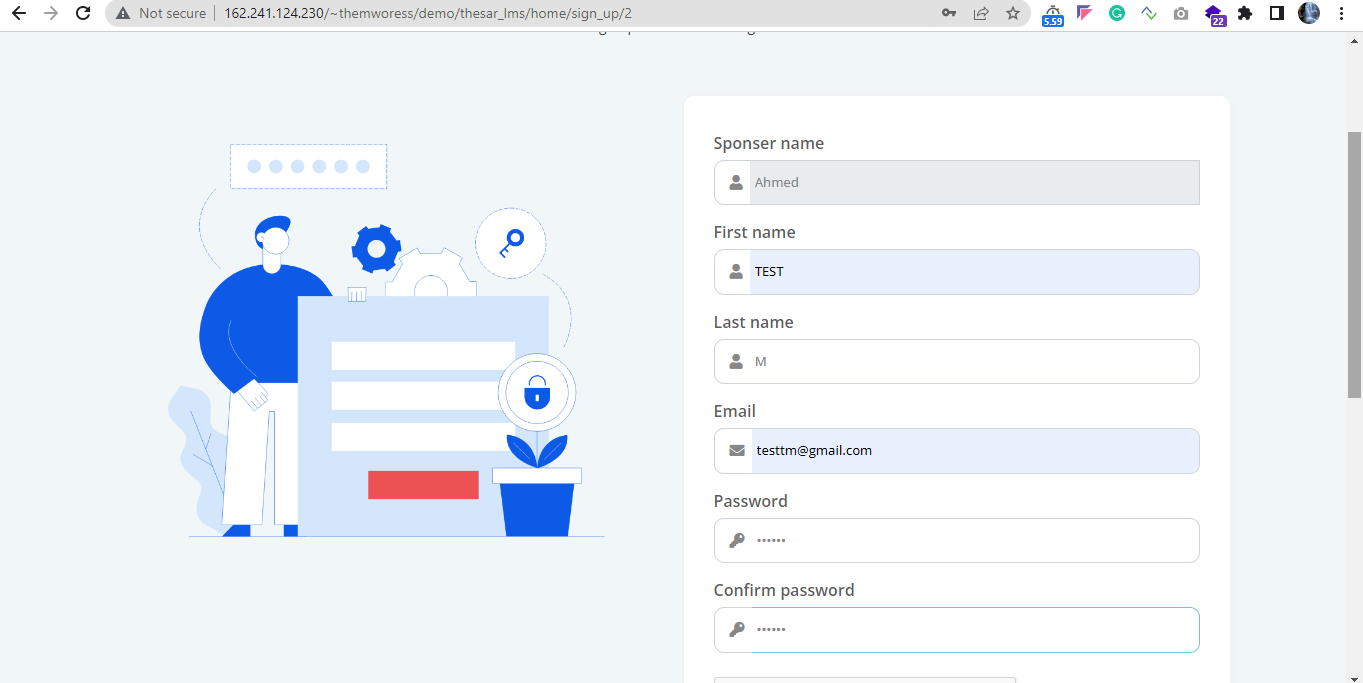 Not secure
162.241.124.230/~themworess/demo/thesar_lms/home/sign_up/2
5.59
22
Sponser name
Ahmed
First name
TEST
Last name
M
Email
testtm@gmail.com
Password
••••••
Confirm password
••••••